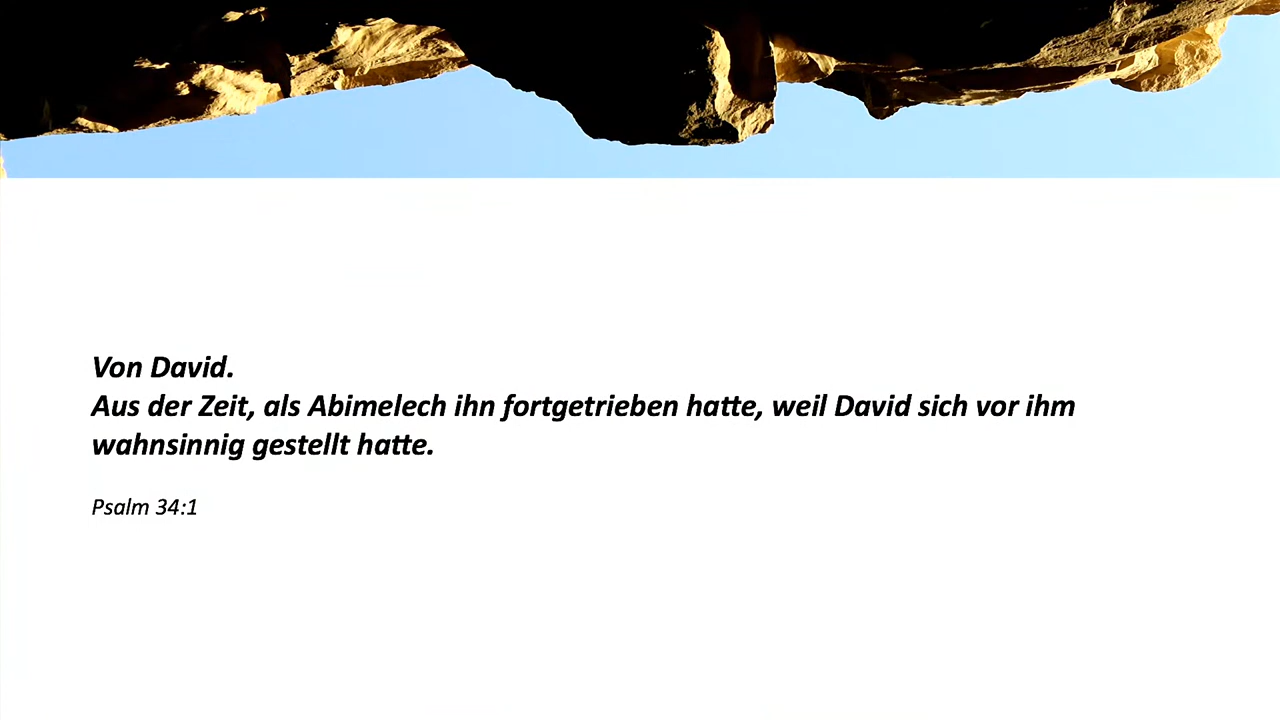 Von David.
Aus der Zeit, als Abimelech ihn fortgetrieben hatte, weil David sich vor ihm
wahnsinnig gestellt hatte.
Psalm 34:1